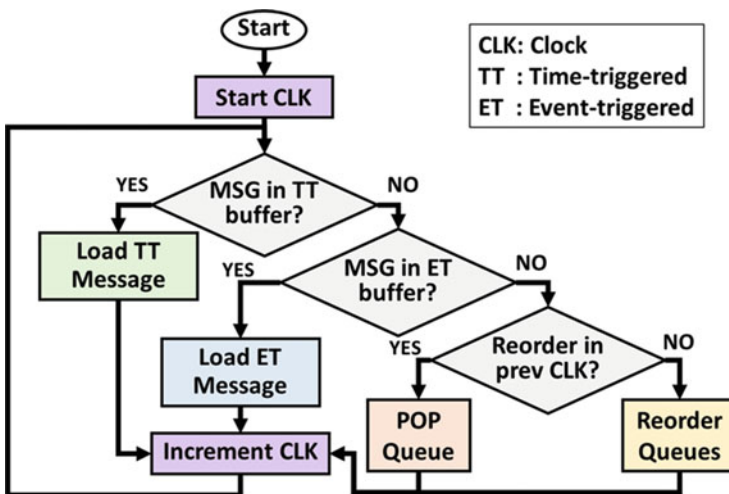 Start
CLK: Clock
TT : Time-triggered
ET : Event-triggered
Start CLK
YES
MSG in TT
buffer?
NO
Load TT
Message
YES
MSG in ET
buffer?
NO
Load ET
Message
YES
Reorder in
prev CLK?
NO
POP
Queue
Reorder
Queues
Increment CLK